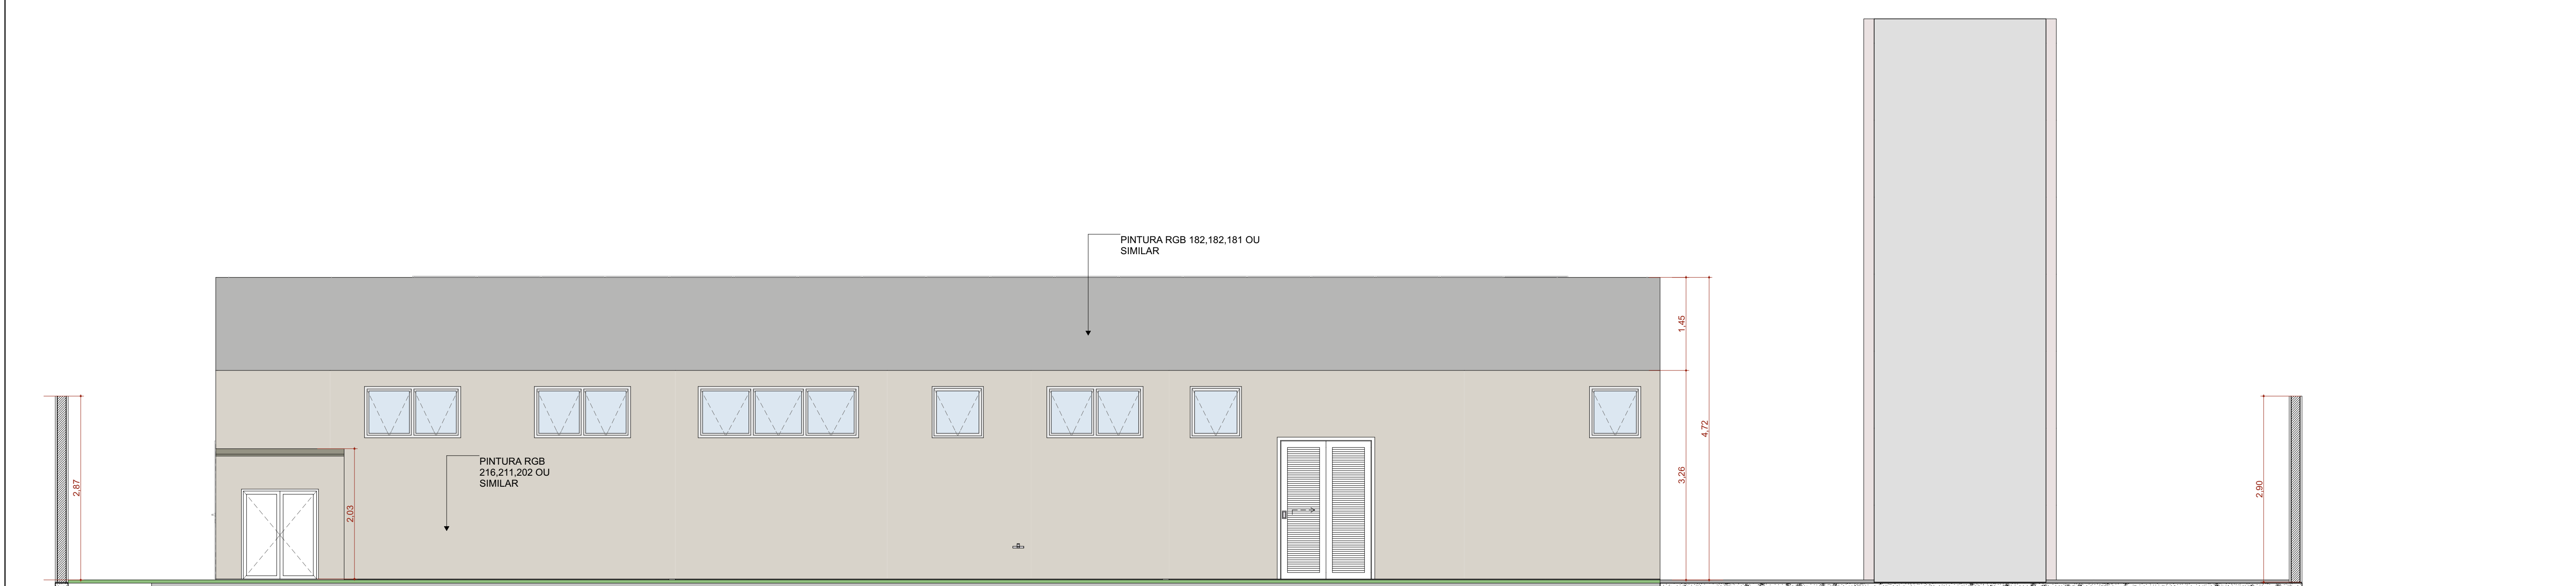 PINTURA RGB 182,182,181 OU
SIMILAR
1,45
4,72
3,26
2,87
PINTURA RGB
216,211,202 OU
SIMILAR
2,03
2,90